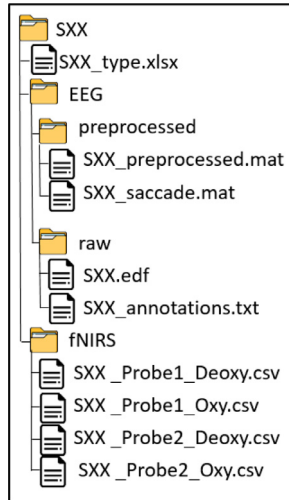 SXX
SXX_type.xlsx
EEG
preprocessed
SXX_preprocessed.mat
SXX_saccade.mat
raw
SXX.edf
SXX_annotations.txt
fNIRS
SXX _Probe1_Deoxy.csv
SXX _Probe1_Oxy.csv
SXX _Probe2_Deoxy.csv
SXX _Probe2_Oxy.csv